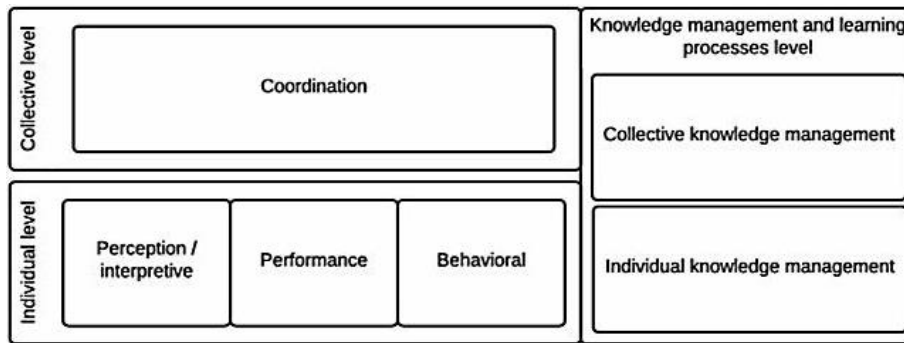 Collective level
Coordination
Knowledge management and learning
processes level
Collective knowledge management
Individual level
Perception /
interpretive
Performance
Behavioral
Individual knowledge management